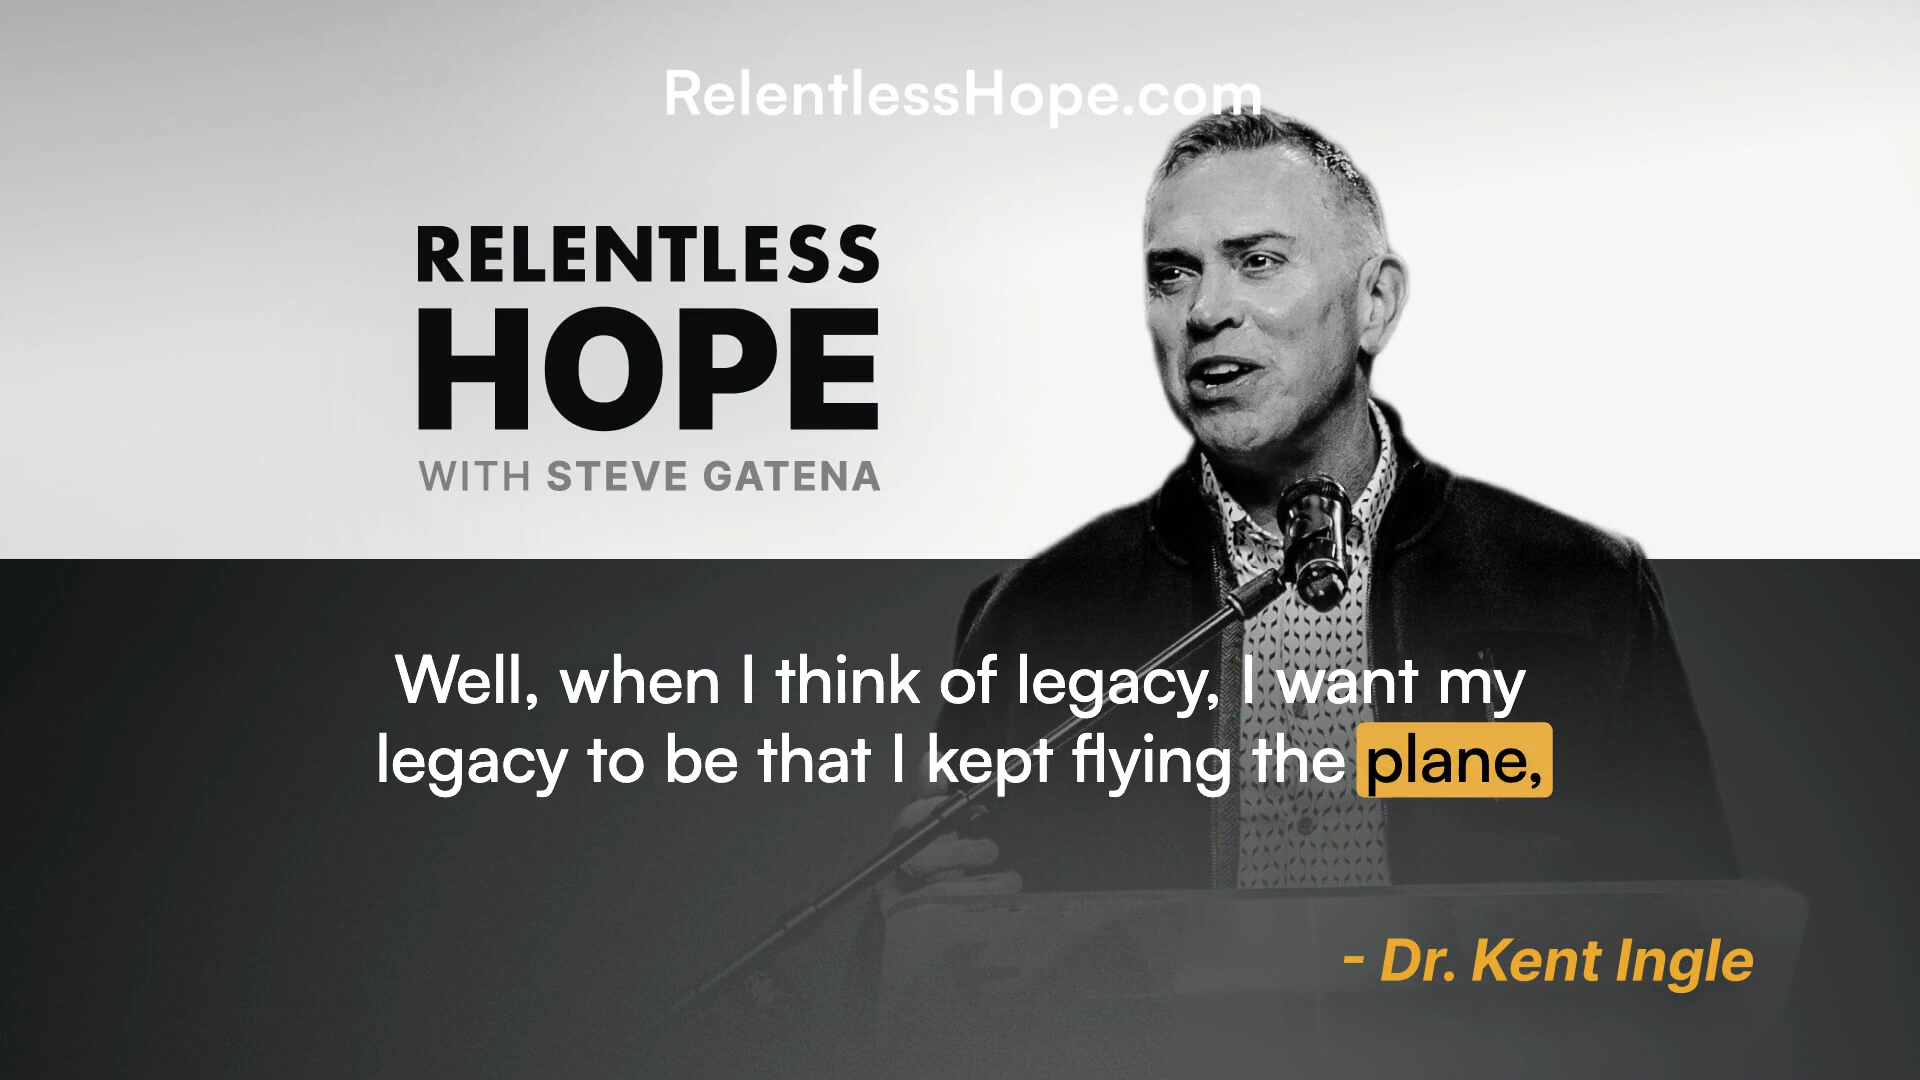 RelentlessHope.com
RELENTLESS
HOPE
WITH STEVE GATENA
Well, when I think of legacy, I want my
legacy to be that I kept flying the plane,
- Dr. Kent Ingle